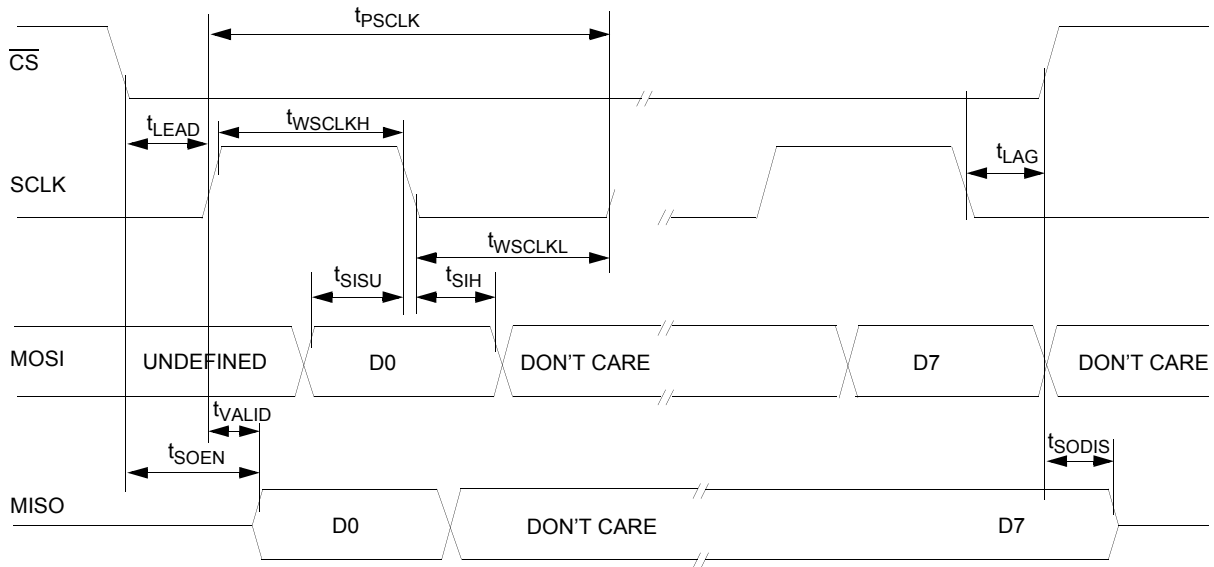 tPSCLK
CS
tLEAD
tWSCLKH
tLAG
SCLK
tWSCLKL
tSISU
tSIH
MOSI
UNDEFINED
D0
DON'T CARE
D7
DON'T CARE
tVALID
tSOEN
tSODIS
MISO
D0
DON'T CARE
D7